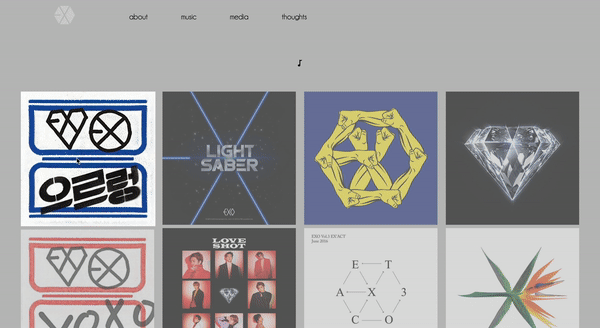 about music media thoughts
EXO
으르렁
LIGHT
SABER
EXO
EXO
XOXO
LOVE
SHOT
EXO Vol.3 EX'ACT
June 2016
E T
A X 3
C O